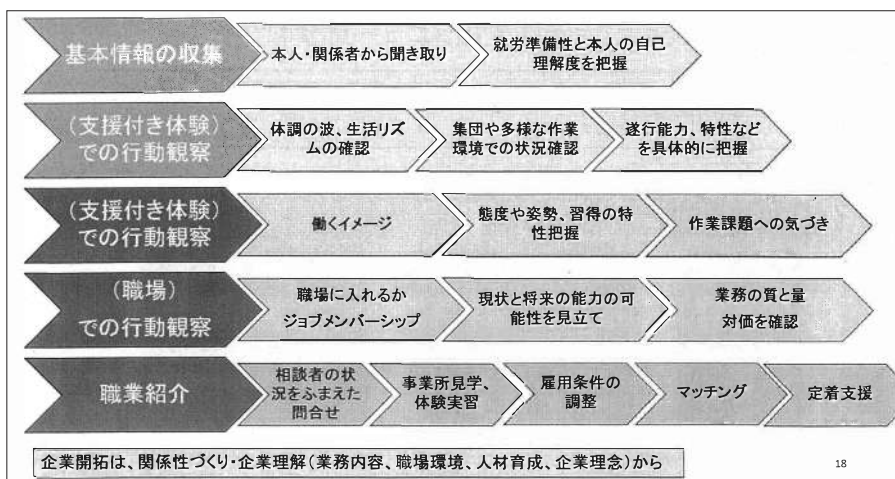 基本情報の収集
本人・関係者から聞き取り
就労準備性と本人の自己
理解度を把握
（支援付き体験）
での行動観察
体調の波、生活リズ
ムの確認
集団や多様な作業
環境での状況確認
遂行能力、特性など
を具体的に把握
（支援付き体験）
での行動観察
働くイメージ
態度や姿勢、習得の特
性把握
作業課題への気づき
（職場）
での行動観察
職場に入れるか
ジョブメンバーシップ
現状と将来の能力の可
能性を見立て
業務の質と量
対価を確認
職業紹介
相談者の状
況をふまえた
問合せ
事業所見学、
体験実習
雇用条件の
調整
マッチング
定着支援
企業開拓は、関係性づくり・企業理解（業務内容、職場環境、人材育成、企業理念）から
18